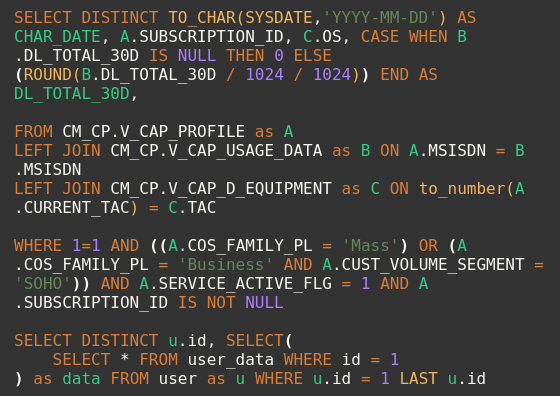 SELECT DISTINCT TO_CHAR(SYSDATE,'YYYY-MM-DD') AS
CHAR_DATE, A.SUBSCRIPTION_ID, C.OS, CASE WHEN B
.DL_TOTAL_30D IS NULL THEN 0 ELSE
(ROUND(B.DL_TOTAL_30D / 1024 / 1024)) END AS
DL_TOTAL_30D,

FROM CM_CP.V_CAP_PROFILE as A
LEFT JOIN CM_CP.V_CAP_USAGE_DATA as B ON A.MSISDN = B
.MSISDN
LEFT JOIN CM_CP.V_CAP_D_EQUIPMENT as C ON to_number(A
.CURRENT_TAC) = C.TAC

WHERE 1=1 AND ((A.COS_FAMILY_PL = 'Mass') OR (A
.COS_FAMILY_PL = 'Business' AND A.CUST_VOLUME_SEGMENT =
'SOHO')) AND A.SERVICE_ACTIVE_FLG = 1 AND A
.SUBSCRIPTION_ID IS NOT NULL

SELECT DISTINCT u.id, SELECT(
    SELECT * FROM user_data WHERE id = 1
) as data FROM user as u WHERE u.id = 1 LAST u.id